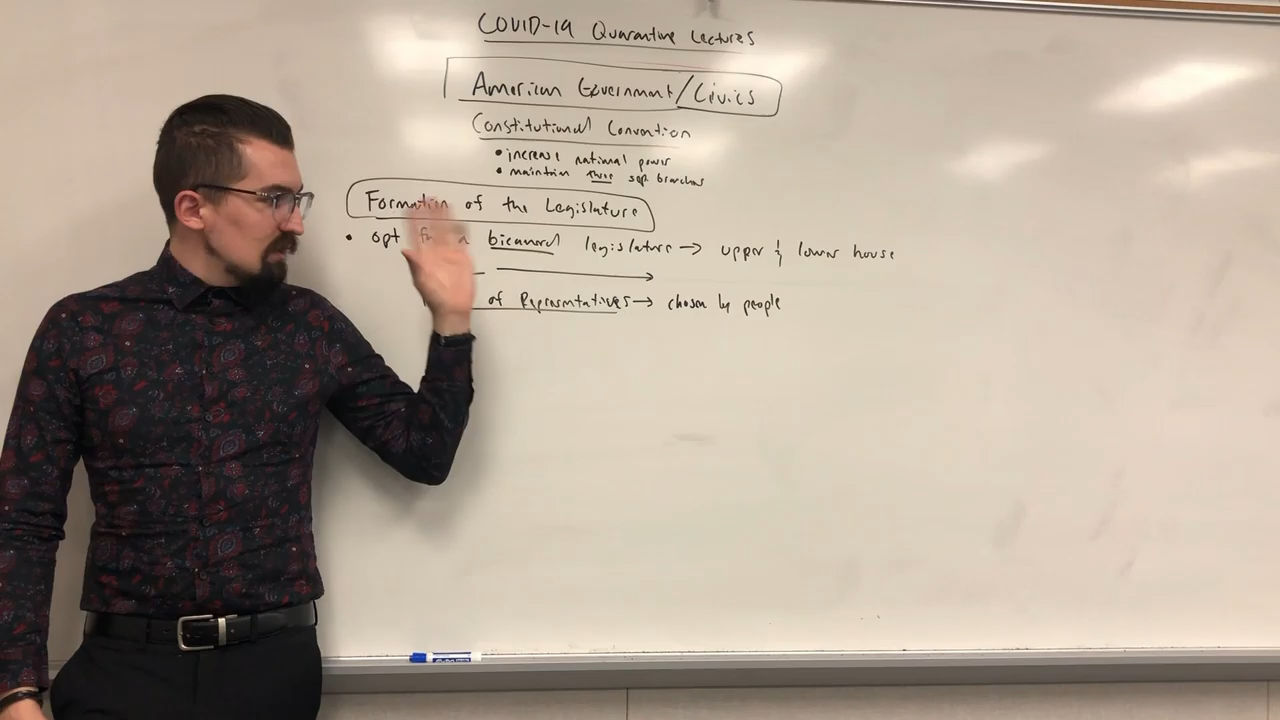 COVID-19 Quarantine Lectures
American Government/Civics
Constitutional Convention
• increase national power
• maintain three sep. branches
Formation of the Legislature
• opt for a bicameral legislature → upper & lower house
of Representatives → chosen by people